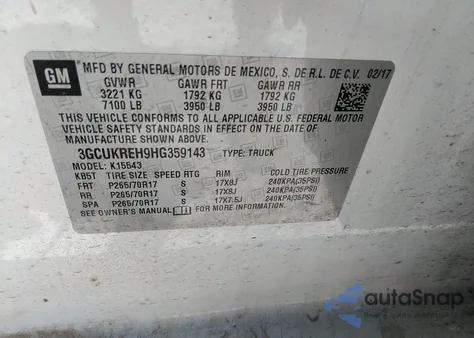 GM MFD BY GENERAL MOTORS DE MEXICO, S. DE R.L. DE C.V. 02/17
GVWR GAWR FRT GAWR RR
3221 KG 1792 KG 1792 KG
7100 LB 3950 LB 3950 LB
THIS VEHICLE CONFORMS TO ALL APPLICABLE U.S. FEDERAL MOTOR
VEHICLE SAFETY STANDARDS IN EFFECT ON THE DATE OF
MANUFACTURE SHOWN ABOVE.
3GCUKREH9HG359143 TYPE: TRUCK
MODEL: K15543
KB5T TIRE SIZE SPEED RTG RIM COLD TIRE PRESSURE
FRT P265/70R17 S 17X8J 240KPA(35PSI)
RR P265/70R17 S 17X8J 240KPA(35PSI)
SPA P265/70R17 S 17X7.5J 240KPA(35PSI)
SEE OWNER'S MANUAL FOR ADDITIONAL INFORMATION.
autoSnap